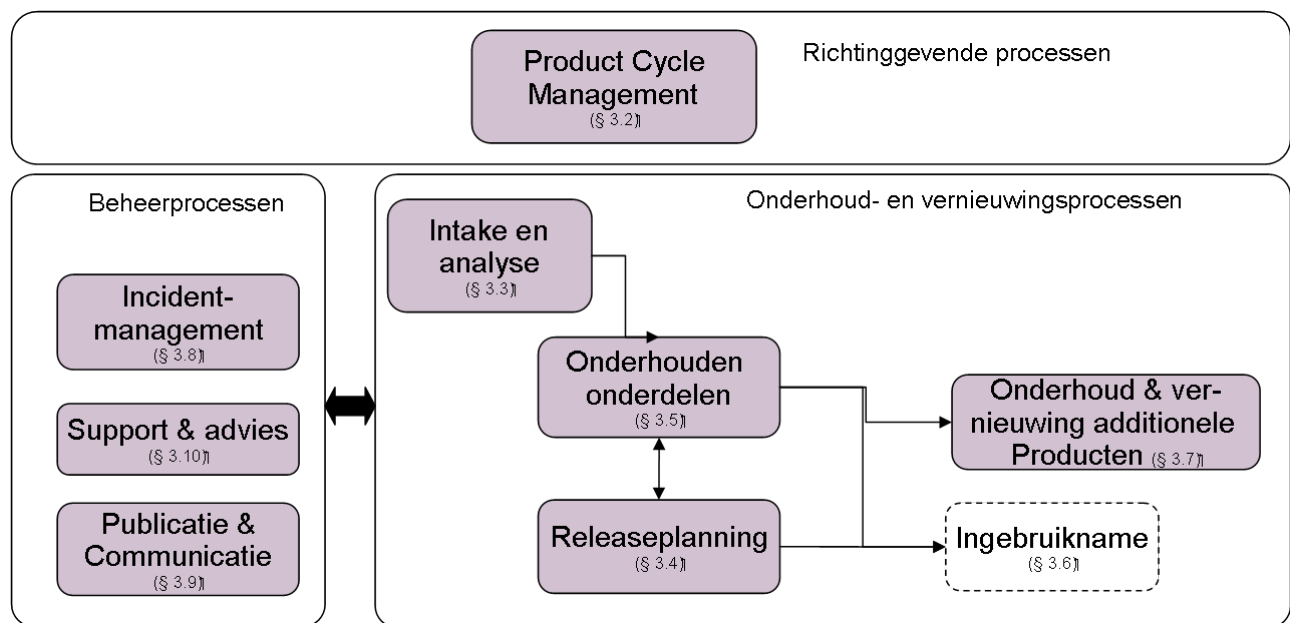 Product Cycle
Management
(§ 3.2)
Richtinggevende processen
Beheerprocessen
Incident-
management
(§ 3.8)
Support & advies
(§ 3.10)
Publicatie &
Communicatie
(§ 3.9)
Onderhoud- en vernieuwingsprocessen
Intake en
analyse
(§ 3.3)
Onderhouden
onderdelen
(§ 3.5)
Onderhoud & ver-
nieuwing additionele
Producten (§ 3.7)
Releaseplanning
(§ 3.4)
Ingebruikname
(§ 3.6)